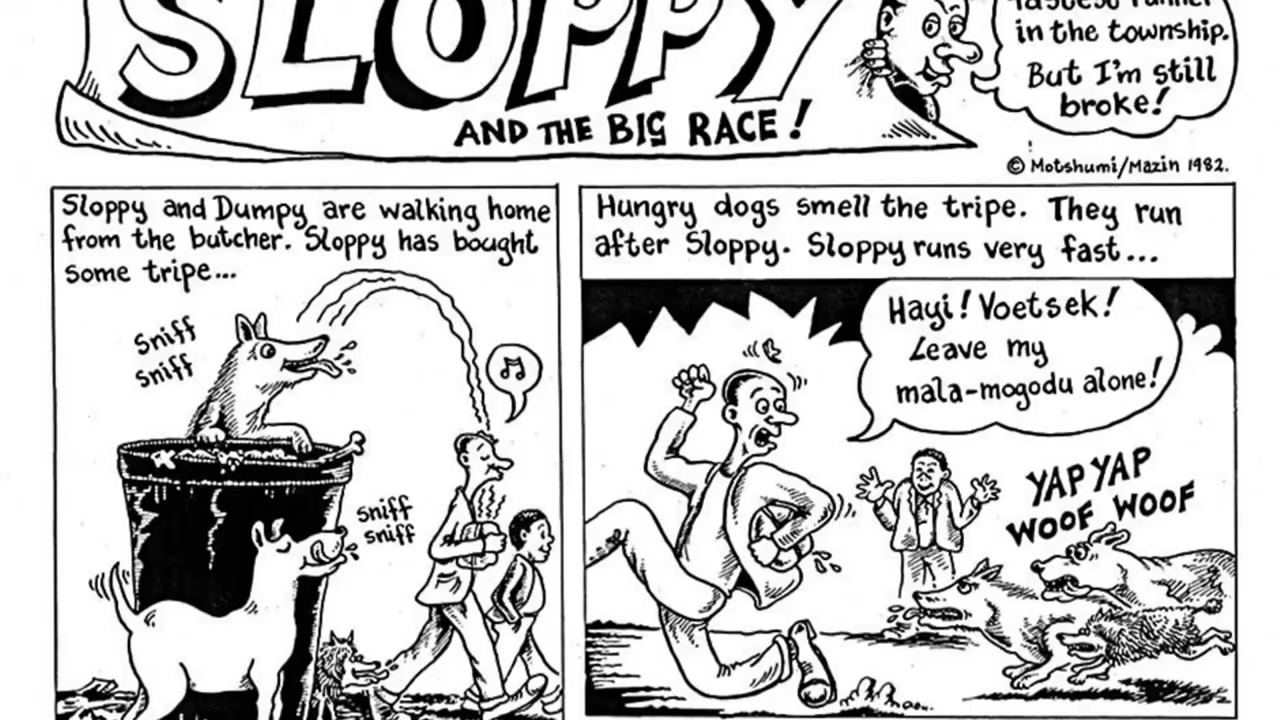 SLOPPY
AND THE BIG RACE!
fastest runner
in the township.
But I'm still
broke!
© Motshumi/Mazin 1982.
Sloppy and Dumpy are walking home
from the butcher. Sloppy has bought
some tripe...
Sniff
sniff
sniff
sniff
Hungry dogs smell the tripe. They run
after Sloppy. Sloppy runs very fast...
Hayi! Voetsek!
Leave my
mala-mogodu alone!
YAP YAP
WOOF WOOF